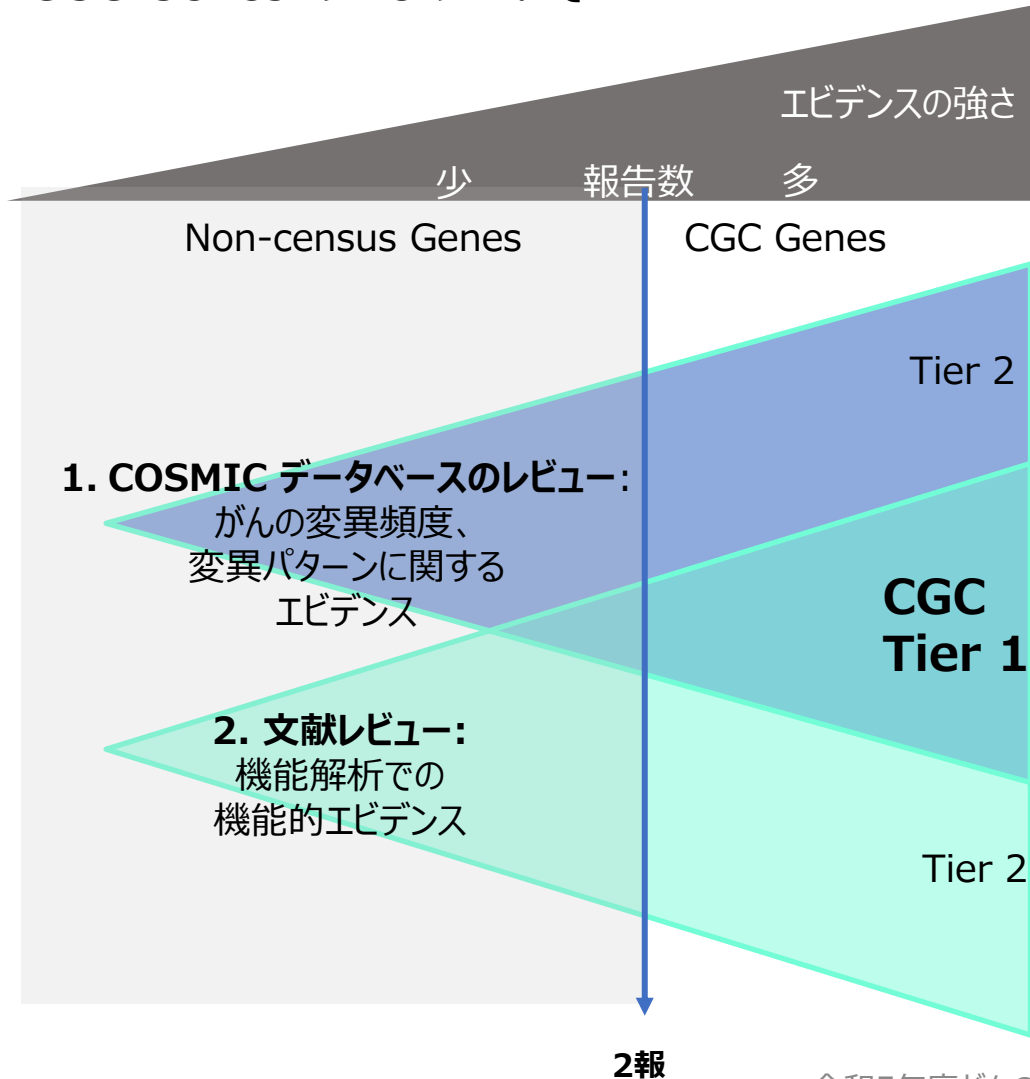 エビデンスの強さ
少 報告数 多
Non-census Genes CGC Genes
Tier 2
1. COSMIC データベースのレビュー:
がんの変異頻度、
変異パターンに関する
エビデンス
CGC
Tier 1
2. 文献レビュー:
機能解析での
機能的エビデンス
Tier 2
2報